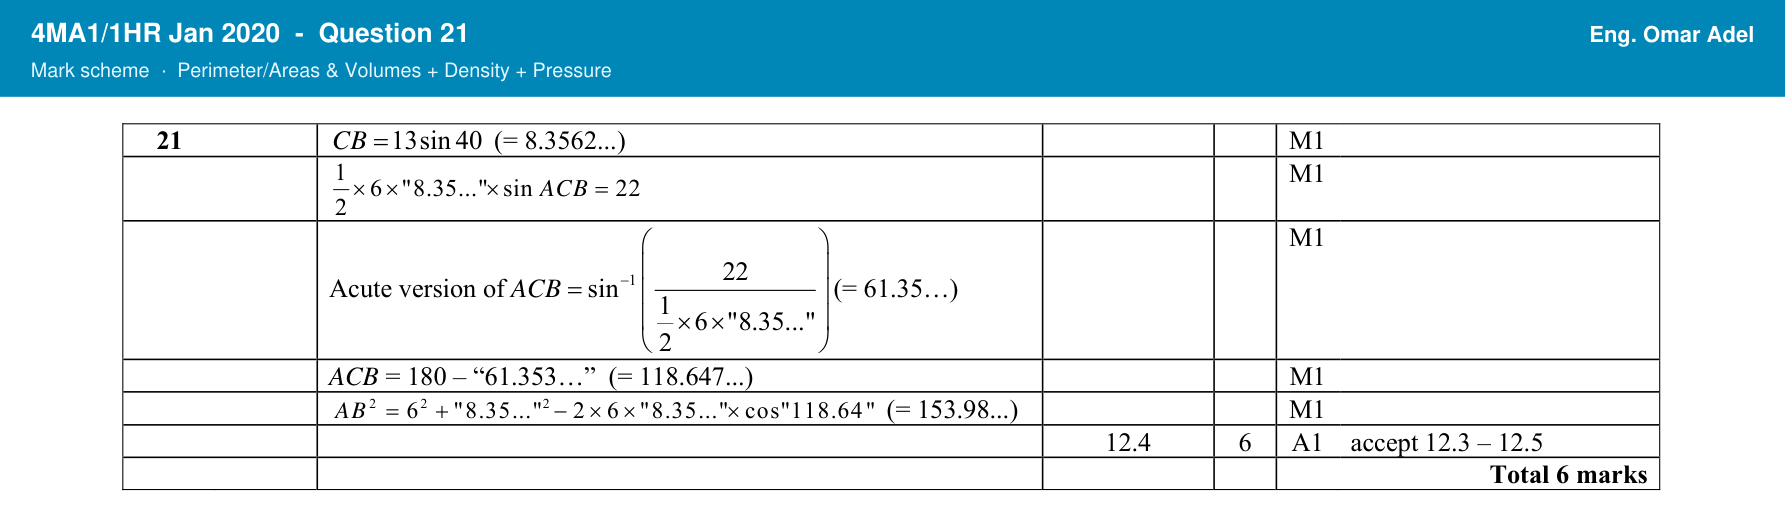 4MA1/1HR Jan 2020 - Question 21
Eng. Omar Adel
Mark scheme · Perimeter/Areas & Volumes + Density + Pressure
21 CB = 13 sin 40 (= 8.3562...) M1
1/2 × 6 × "8.35..." × sin ACB = 22 M1
Acute version of ACB = sin⁻¹ (22 / (1/2 × 6 × "8.35...")) (= 61.35…) M1
ACB = 180 – “61.353…” (= 118.647...) M1
AB² = 6² + "8.35..."² − 2 × 6 × "8.35..." × cos"118.64" (= 153.98...) M1
12.4 6 A1 accept 12.3 – 12.5
Total 6 marks